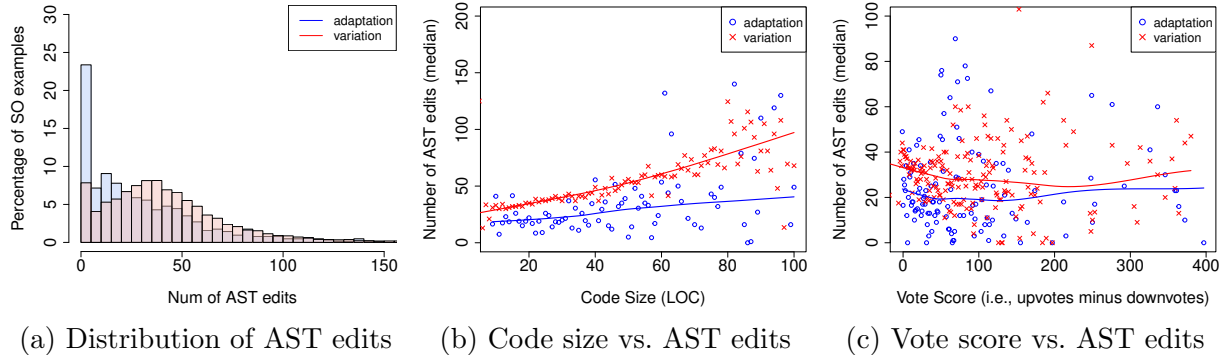 30
25
20
15
10
5
0
Percentage of SO examples
0 50 100 150
Num of AST edits
adaptation
variation
(a) Distribution of AST edits
200
150
100
50
0
Number of AST edits (median)
20 40 60 80 100
Code Size (LOC)
adaptation
variation
(b) Code size vs. AST edits
100
80
60
40
20
0
Number of AST edits (median)
0 100 200 300 400
Vote Score (i.e., upvotes minus downvotes)
adaptation
variation
(c) Vote score vs. AST edits